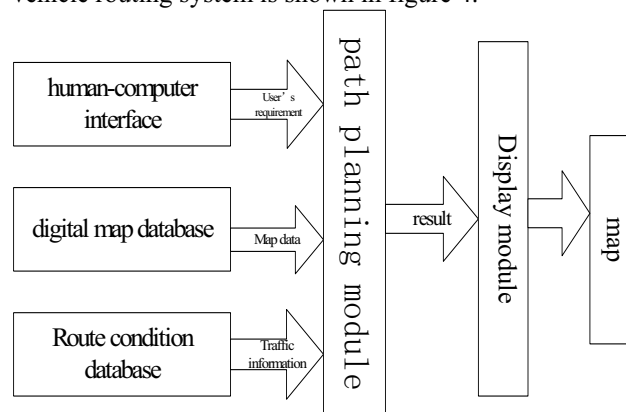 vehicle routing system is shown in figure 4.
human-computer
interface
User's
requirement
digital map database
Map data
Route condition
database
Traffic
information
path planning module
result
Display module
map